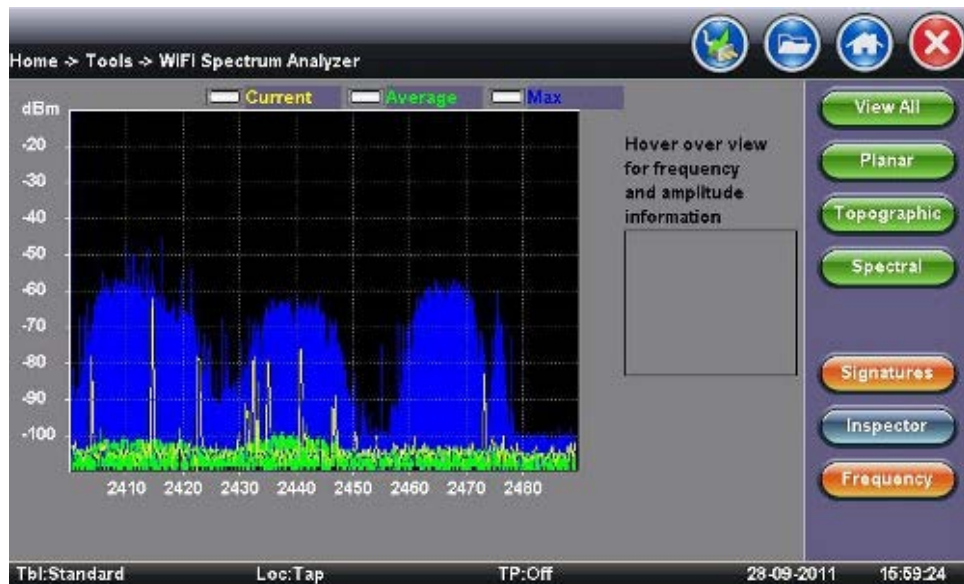 Home -> Tools -> WiFi Spectrum Analyzer
Current Average Max
dBm
-20
-30
-40
-50
-60
-70
-80
-90
-100
2410 2420 2430 2440 2450 2460 2470 2480
Hover over view
for frequency
and amplitude
information
View All
Planar
Topographic
Spectral
Signatures
Inspector
Frequency
Tbl:Standard Loc:Tap TP:Off 28-09-2011 15:59:24